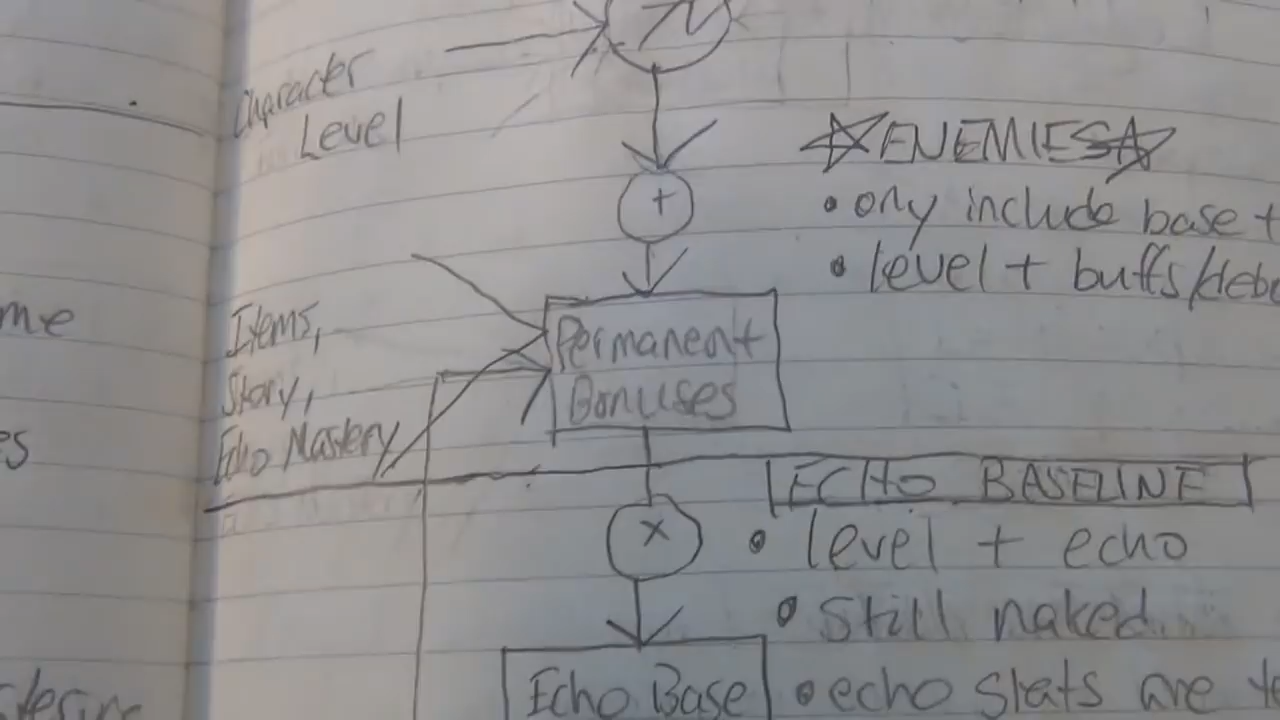 Character
Level
+
☆ENEMIES☆
• only include base +
• level + buffs/debu
Items,
Story,
Echo Mastery
Permanent
Bonuses
me
es
ECHO BASELINE
x
• level + echo
• Still naked
Echo Base
• echo stats are